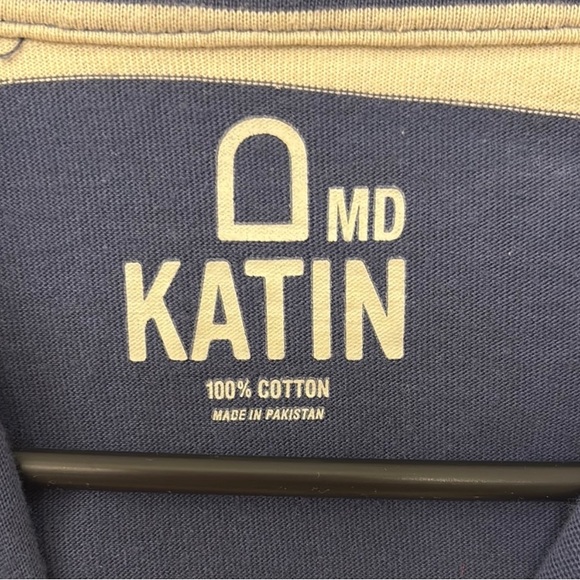 MD
KATIN
100% COTTON
MADE IN PAKISTAN